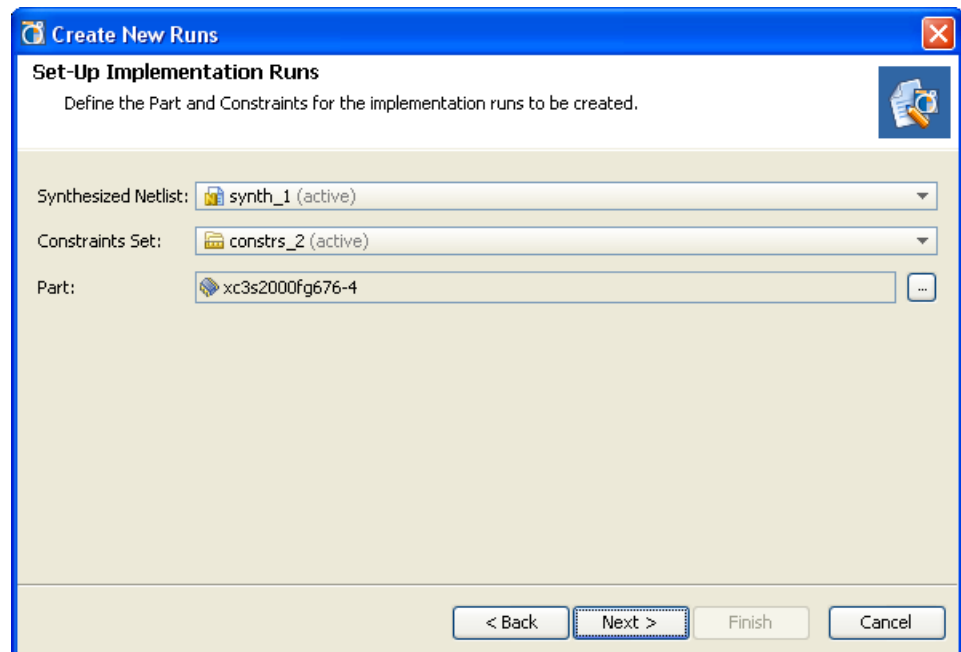 Create New Runs
Set-Up Implementation Runs
Define the Part and Constraints for the implementation runs to be created.
Synthesized Netlist: synth_1 (active)
Constraints Set: constrs_2 (active)
Part: xc3s2000fg676-4 ...
< Back Next > Finish Cancel